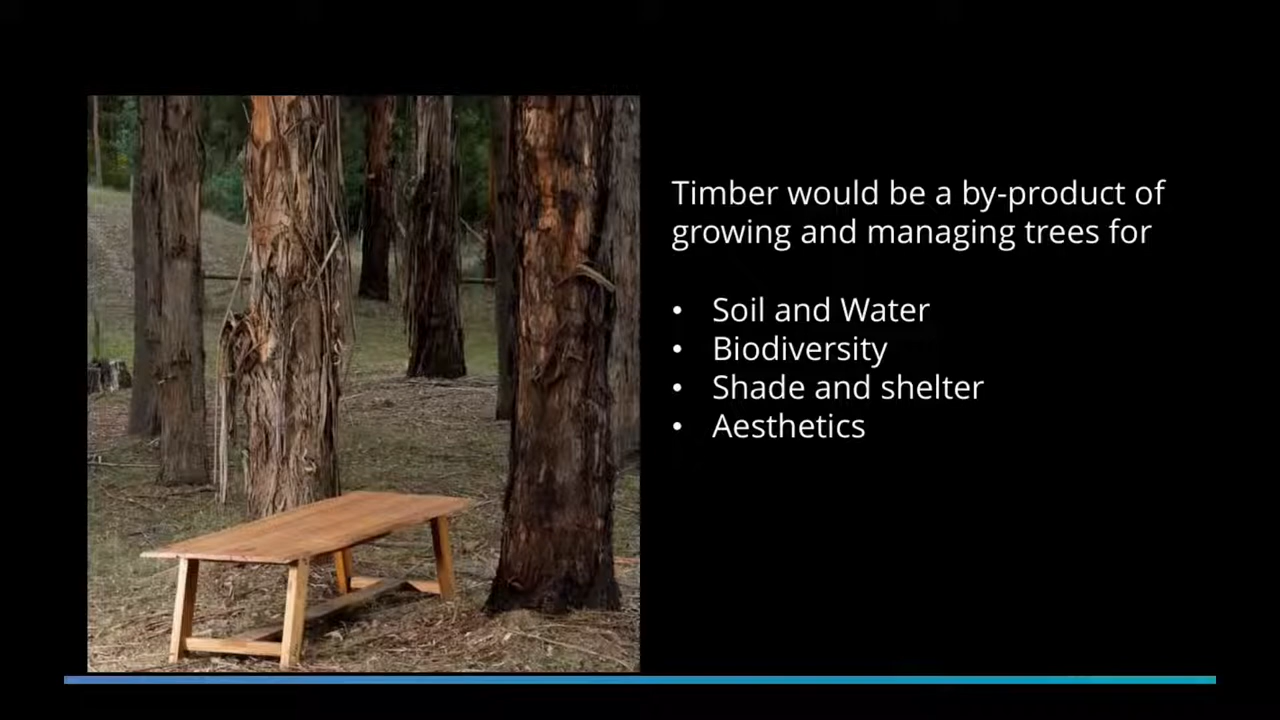 Timber would be a by-product of
growing and managing trees for
• Soil and Water
• Biodiversity
• Shade and shelter
• Aesthetics